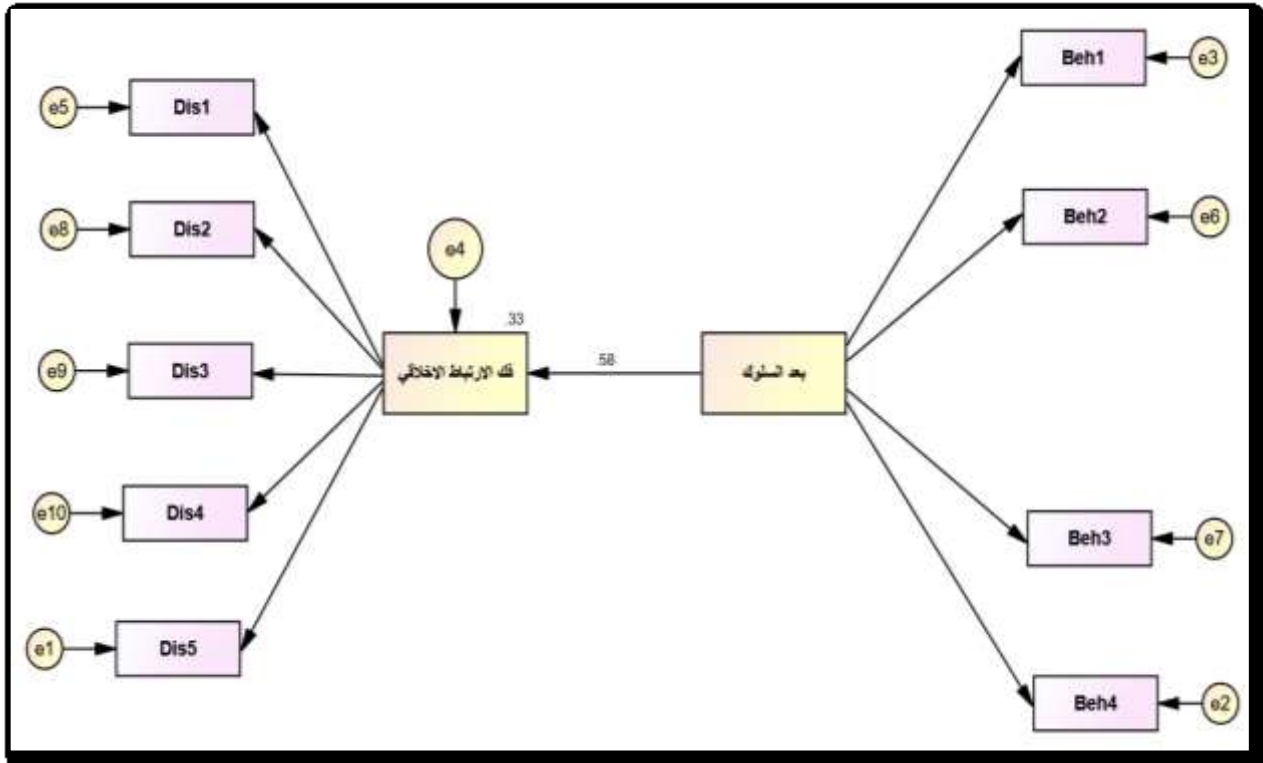 Beh1
e3
e5
Dis1
Beh2
e6
e8
Dis2
e4
.33
e9
Dis3
فك الارتباط الاخلاقي
.58
بعد السلوك
e10
Dis4
Beh3
e7
e1
Dis5
Beh4
e2